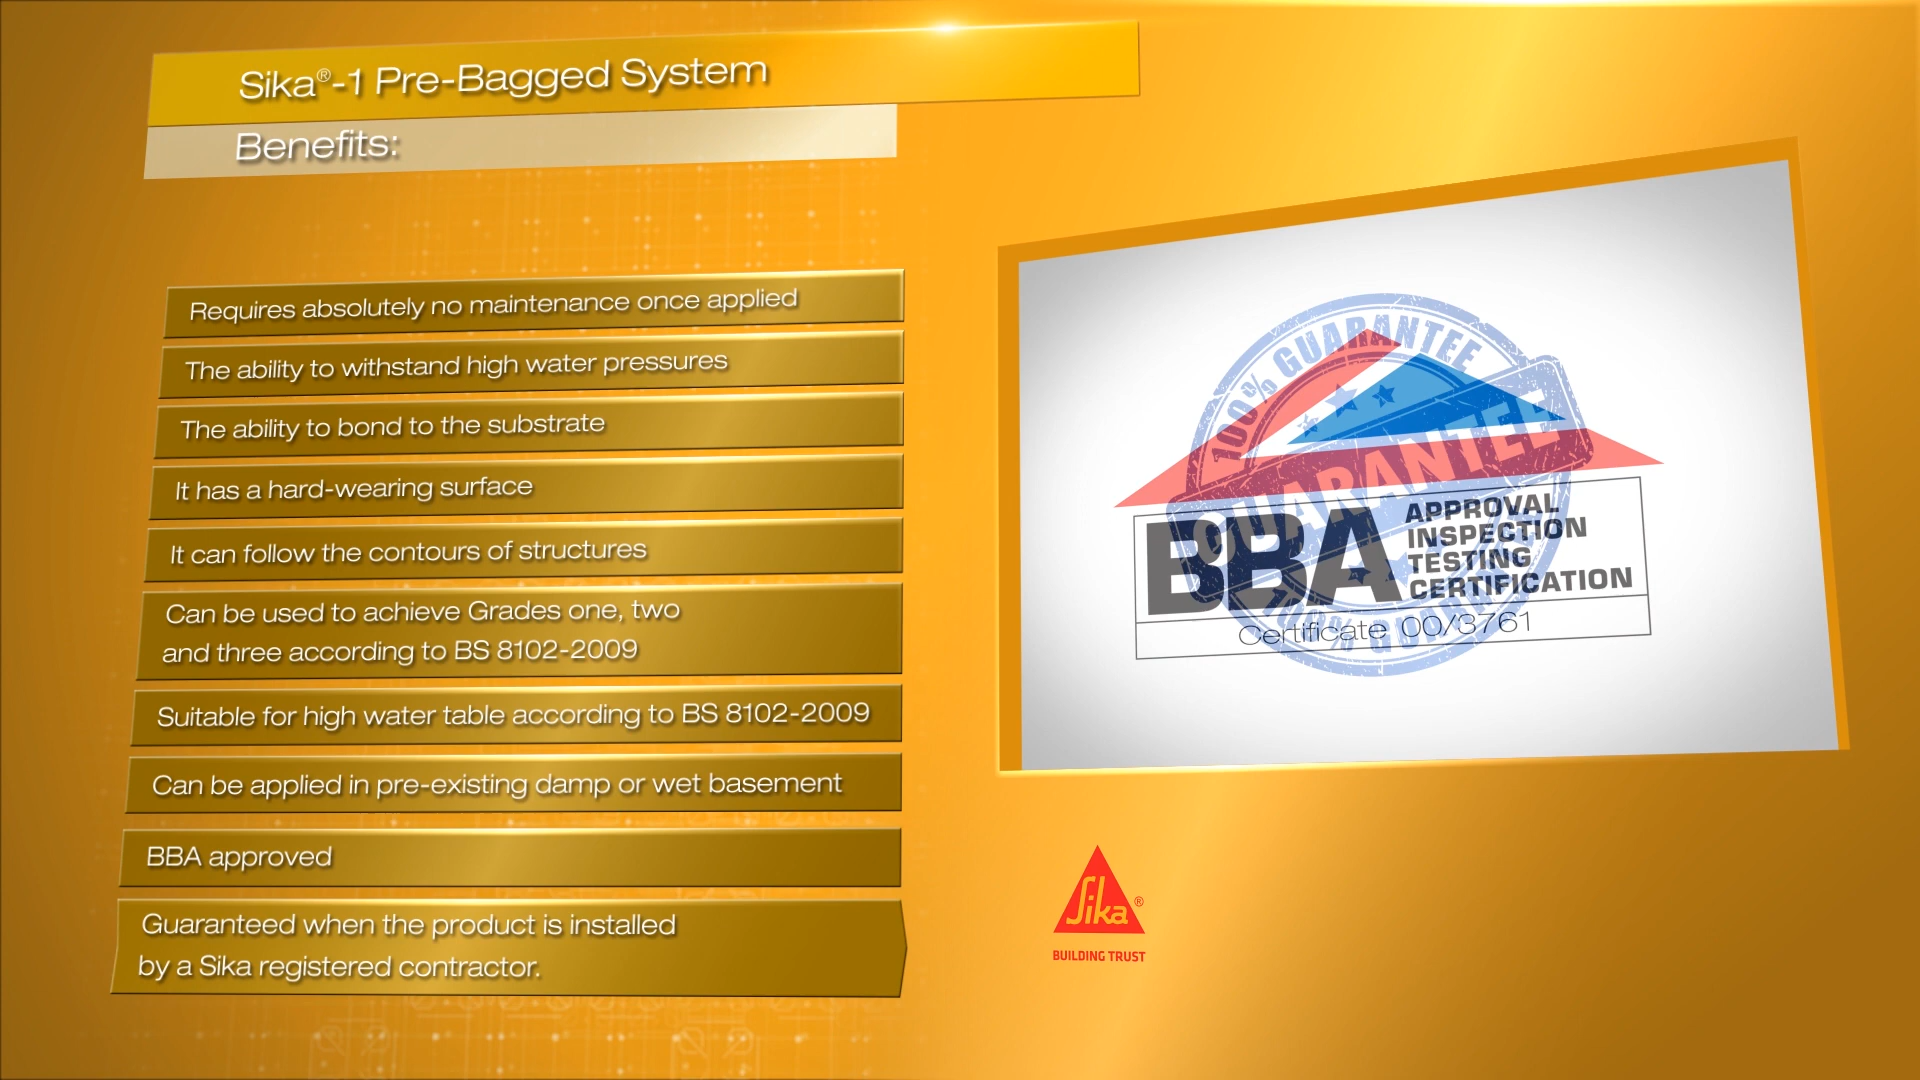 Sika®-1 Pre-Bagged System
Benefits:
Requires absolutely no maintenance once applied
The ability to withstand high water pressures
The ability to bond to the substrate
It has a hard-wearing surface
It can follow the contours of structures
Can be used to achieve Grades one, two
and three according to BS 8102-2009
Suitable for high water table according to BS 8102-2009
Can be applied in pre-existing damp or wet basement
BBA approved
Guaranteed when the product is installed
by a Sika registered contractor.
100% GUARANTEE
GUARANTEE
BBA
APPROVAL
INSPECTION
TESTING
CERTIFICATION
Certificate 00/3761
100% GUARANTEE
Sika®
BUILDING TRUST